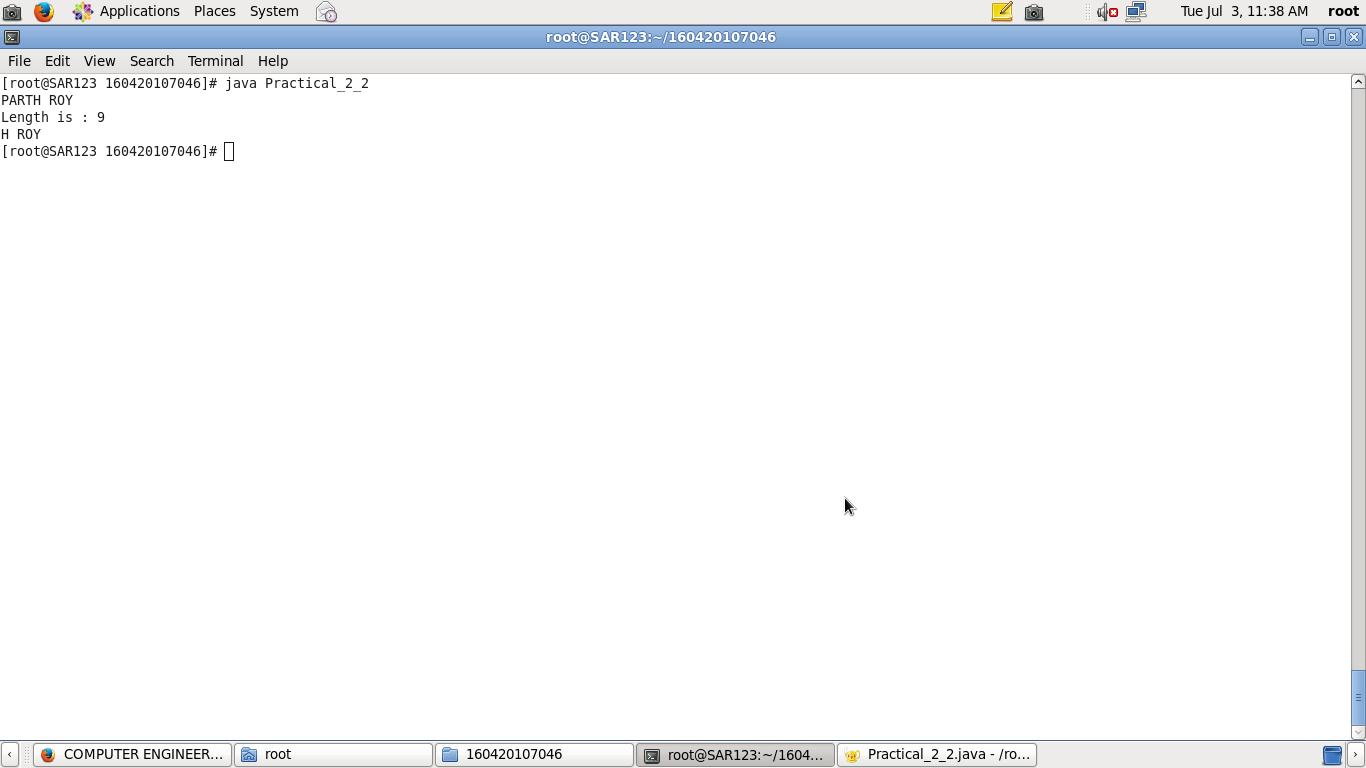 Applications Places System Tue Jul 3, 11:38 AM root
root@SAR123:~/160420107046
File Edit View Search Terminal Help
[root@SAR123 160420107046]# java Practical_2_2
PARTH ROY
Length is : 9
H ROY
[root@SAR123 160420107046]#
COMPUTER ENGINEER... root 160420107046 root@SAR123:~/1604... Practical_2_2.java - /ro...